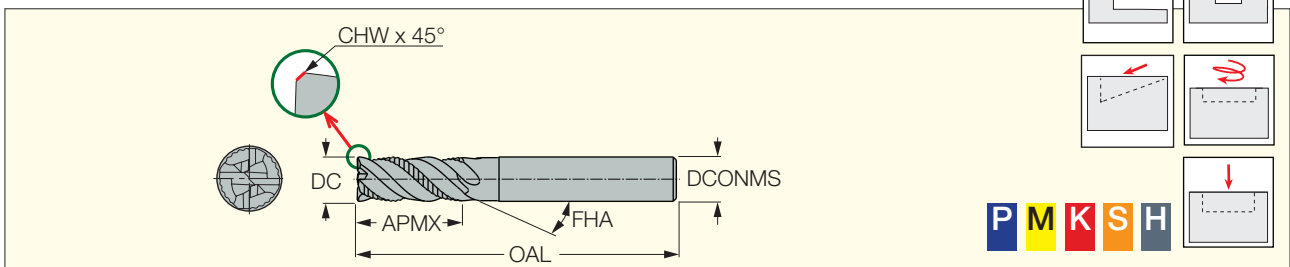 CHW x 45°
DC
DCONMS
APMX
FHA
OAL
P M K S H